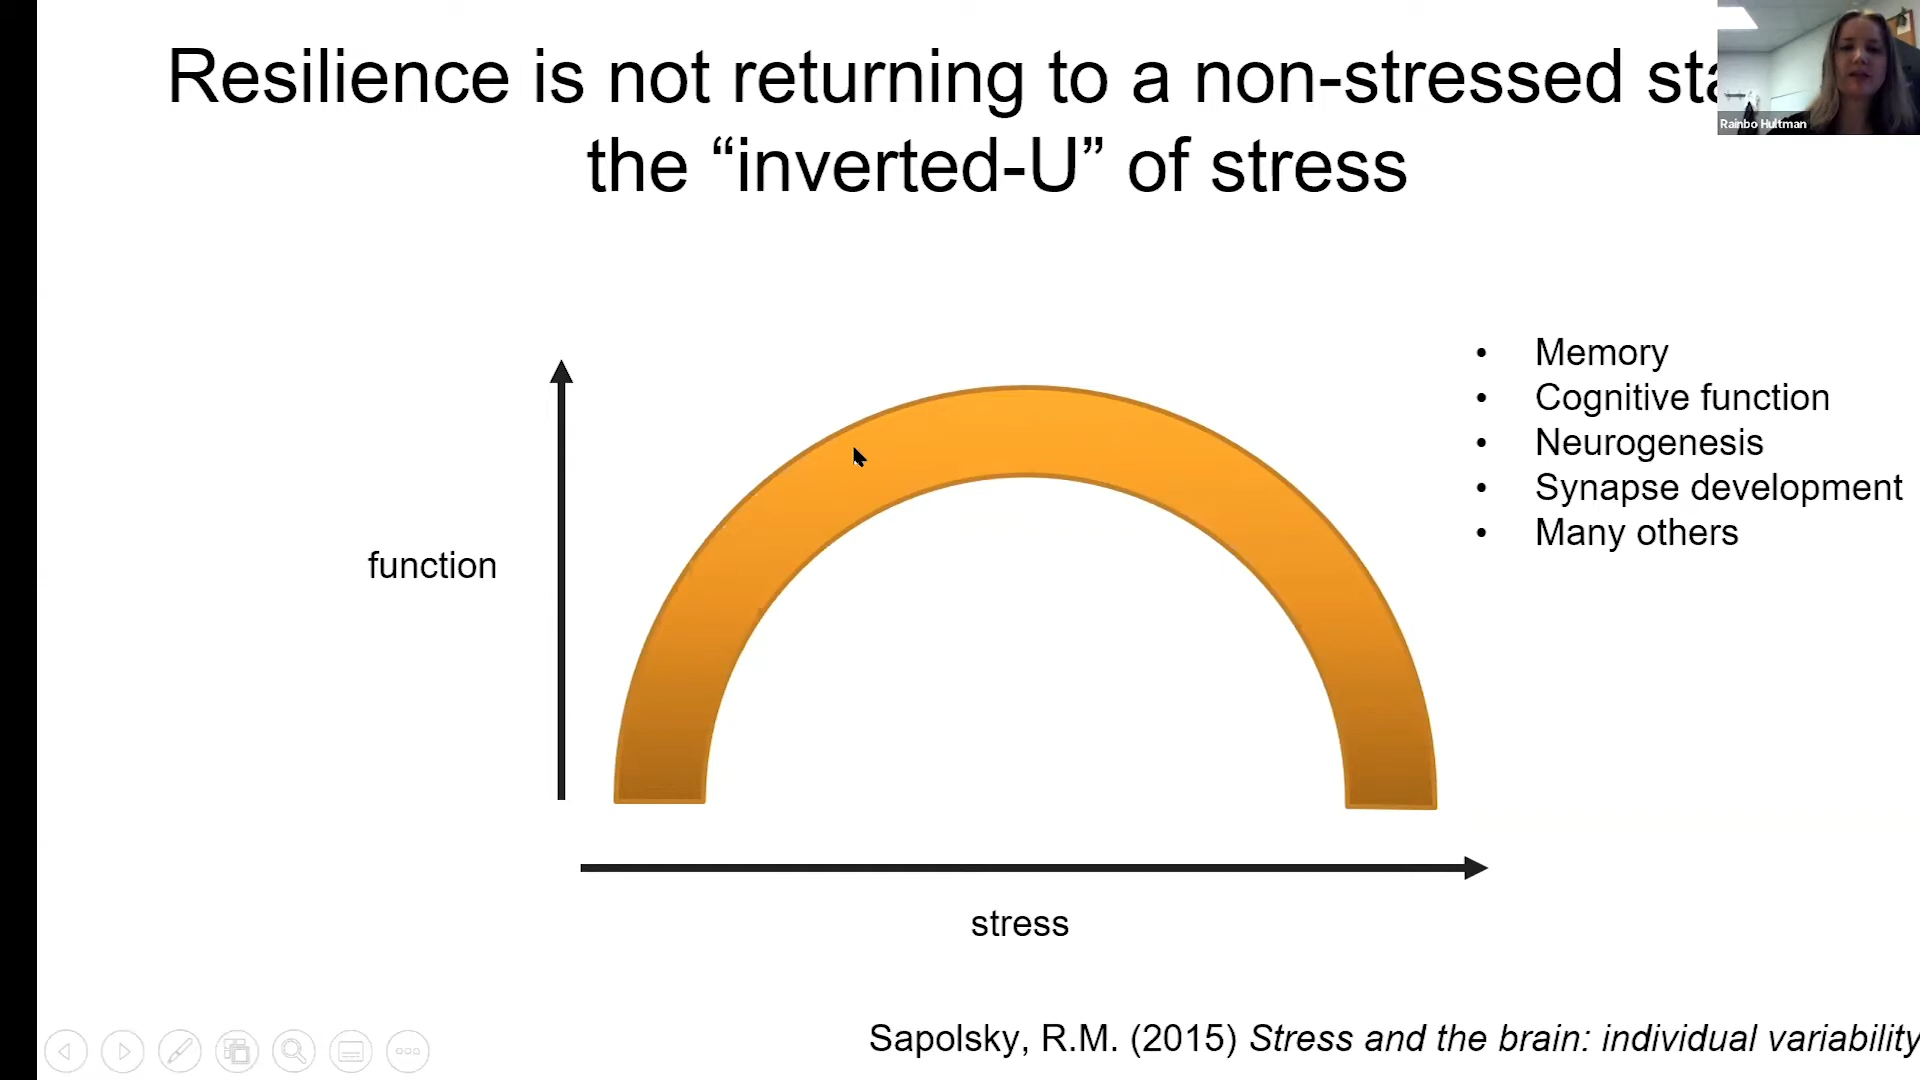 Resilience is not returning to a non-stressed
the “inverted-U” of stress
Rainbo Hultman
• Memory
• Cognitive function
• Neurogenesis
• Synapse development
• Many others
function
stress
Sapolsky, R.M. (2015) Stress and the brain: individual variability